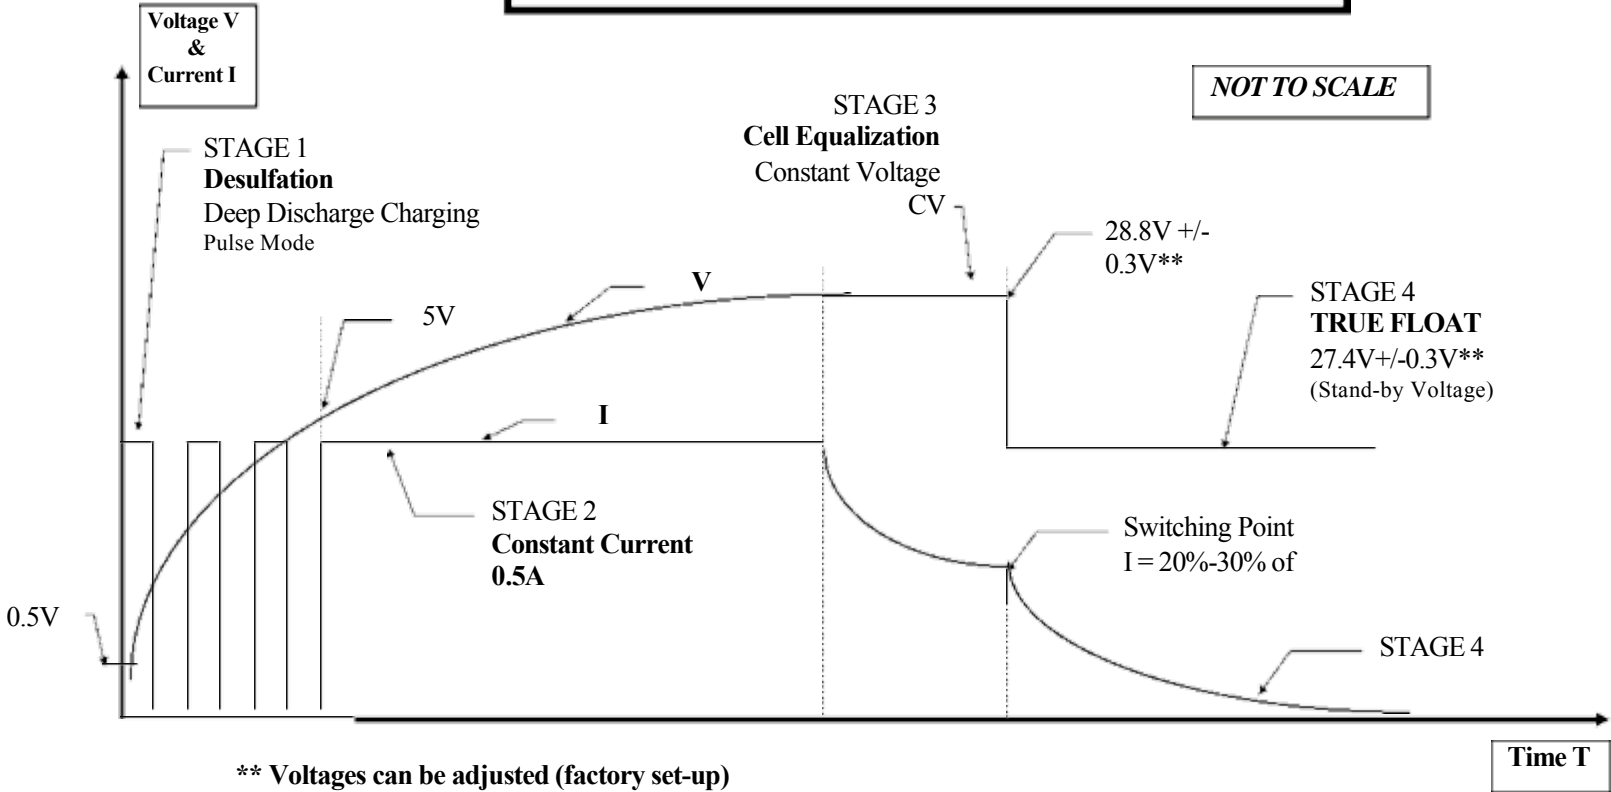 Voltage V
&
Current I
NOT TO SCALE
STAGE 1
Desulfation
Deep Discharge Charging
Pulse Mode
STAGE 3
Cell Equalization
Constant Voltage
CV
28.8V +/-
0.3V**
STAGE 4
TRUE FLOAT
27.4V+/-0.3V**
(Stand-by Voltage)
V
5V
I
STAGE 2
Constant Current
0.5A
Switching Point
I = 20%-30% of
0.5V
STAGE 4
Time T
** Voltages can be adjusted (factory set-up)